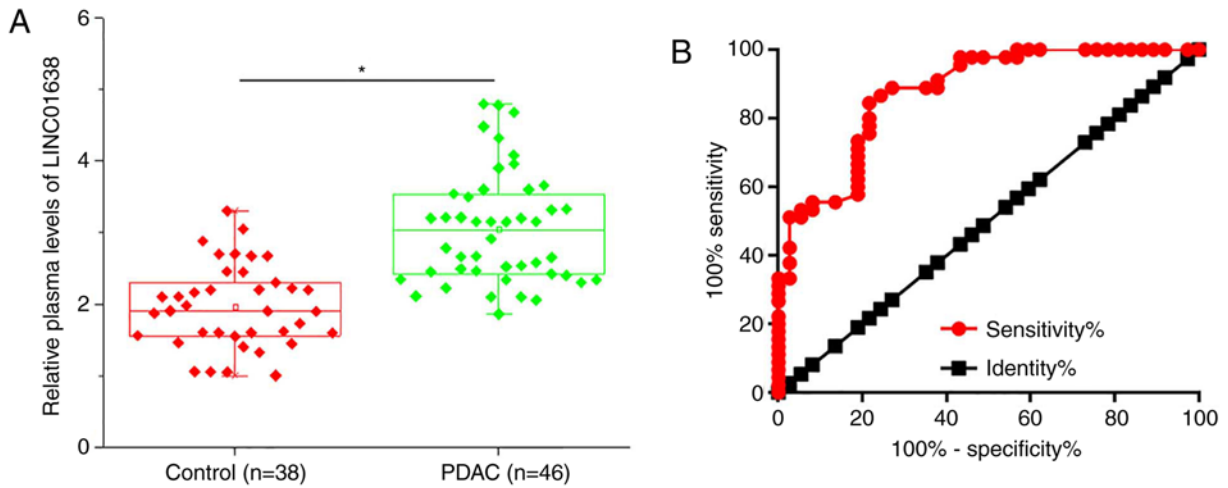 A
Relative plasma levels of LINC01638
6
4
2
0
*
Control (n=38)
PDAC (n=46)
B
100% sensitivity
100
80
60
40
20
0
Sensitivity%
Identity%
0 20 40 60 80 100
100% - specificity%